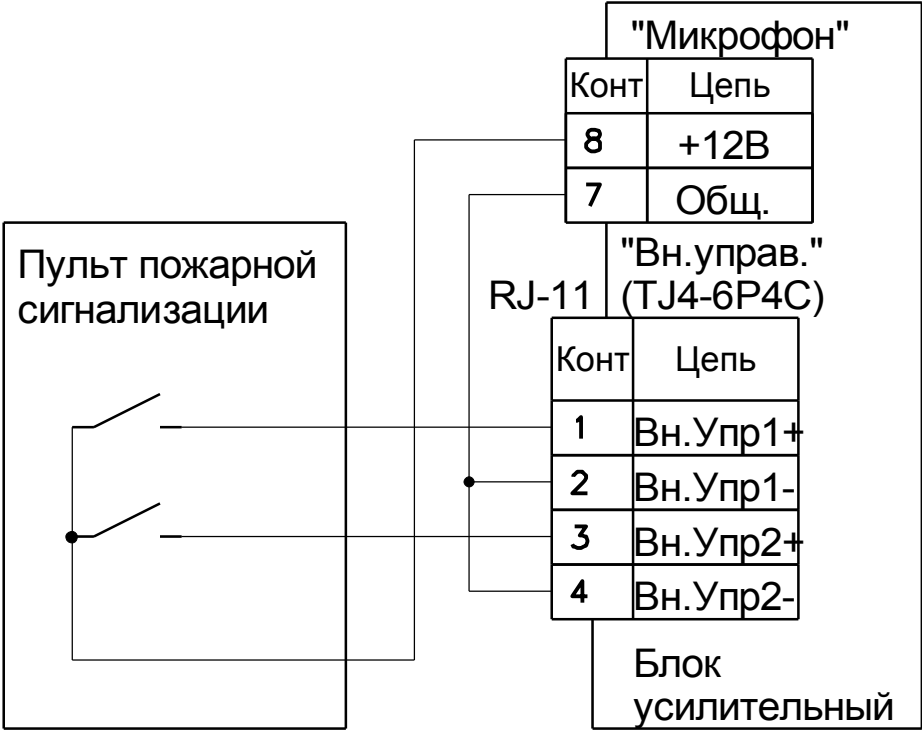 "Микрофон"
Конт Цепь
8 +12В
7 Общ.
"Вн.управ."
RJ-11 (TJ4-6P4C)
Пульт пожарной
сигнализации
Конт Цепь
1 Вн.Упр1+
2 Вн.Упр1-
3 Вн.Упр2+
4 Вн.Упр2-
Блок
усилительный